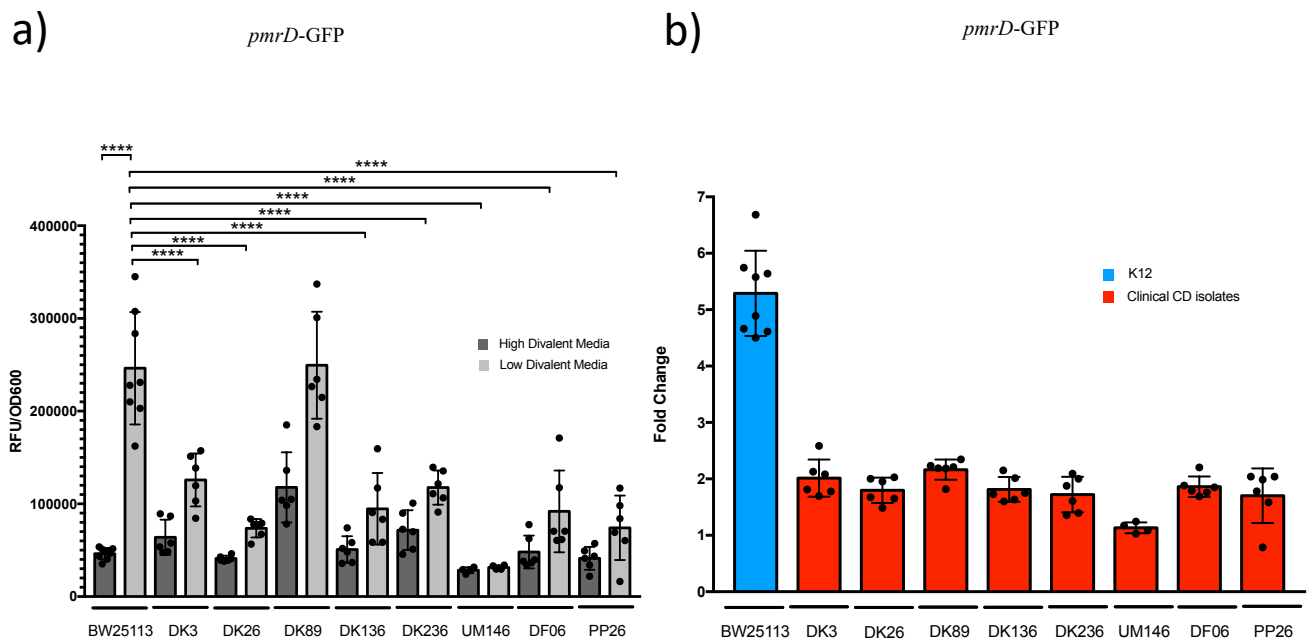 a)
pmrD-GFP
****
****
****
****
****
****
****
****
400000
300000
200000
100000
0
RFU/OD600
High Divalent Media
Low Divalent Media
BW25113 DK3 DK26 DK89 DK136 DK236 UM146 DF06 PP26
b)
pmrD-GFP
7
6
5
4
3
2
1
0
Fold Change
K12
Clinical CD isolates
BW25113 DK3 DK26 DK89 DK136 DK236 UM146 DF06 PP26